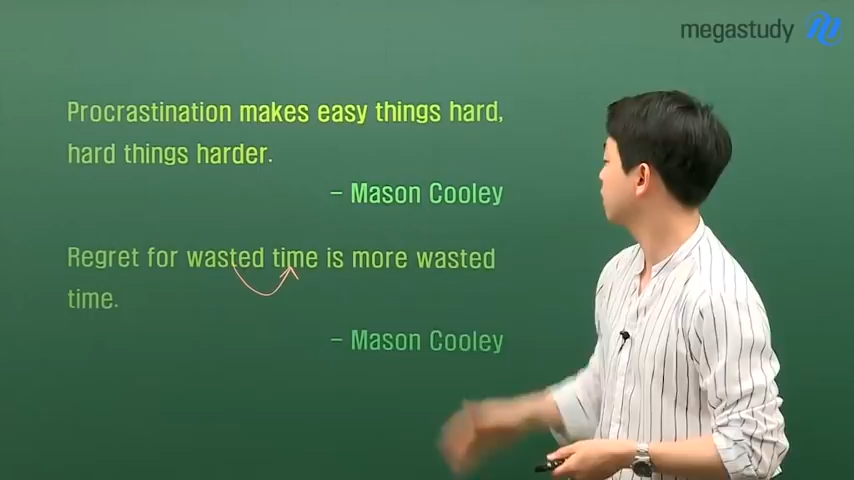 megastudy
Procrastination makes easy things hard,
hard things harder.
– Mason Cooley
Regret for wasted time is more wasted
time.
– Mason Cooley